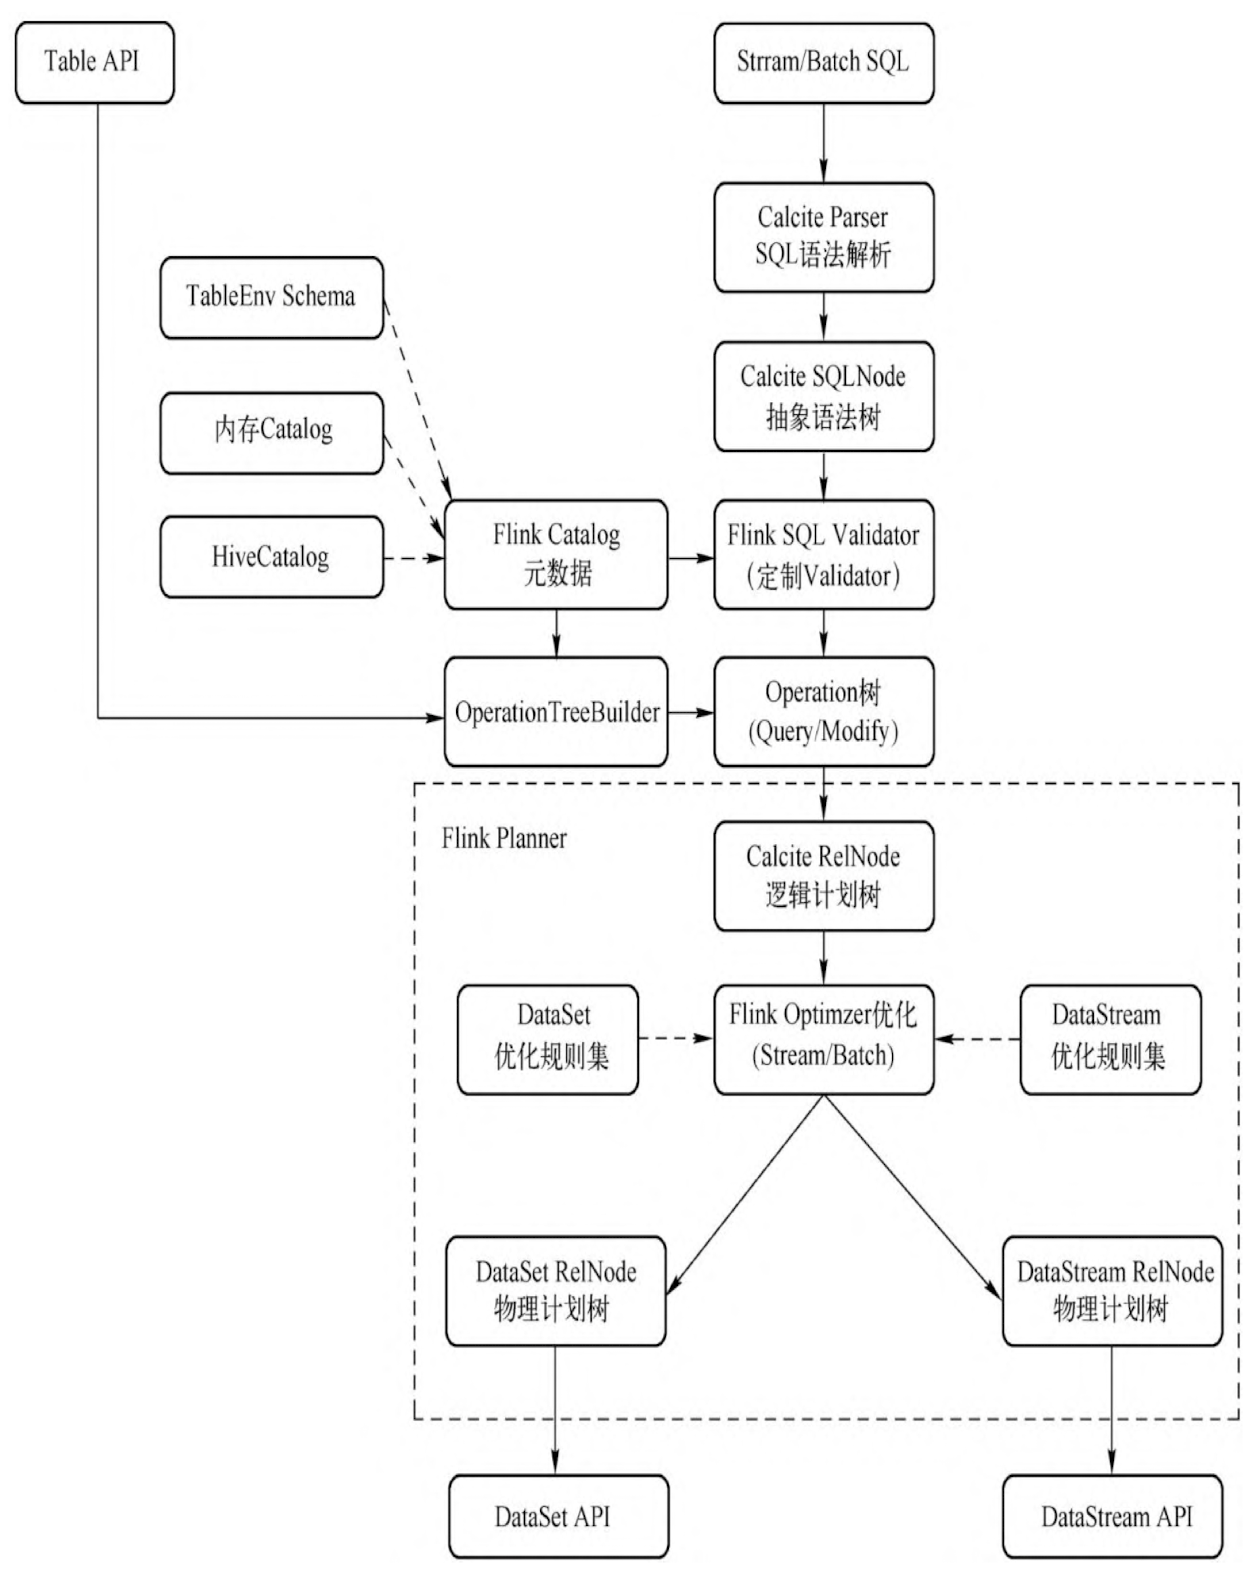 Table API
Strram/Batch SQL
Calcite Parser
SQL语法解析
TableEnv Schema
Calcite SQLNode
抽象语法树
内存Catalog
HiveCatalog
Flink Catalog
元数据
Flink SQL Validator
(定制Validator)
OperationTreeBuilder
Operation树
(Query/Modify)
Flink Planner
Calcite RelNode
逻辑计划树
DataSet
优化规则集
Flink Optimzer优化
(Stream/Batch)
DataStream
优化规则集
DataSet RelNode
物理计划树
DataStream RelNode
物理计划树
DataSet API
DataStream API